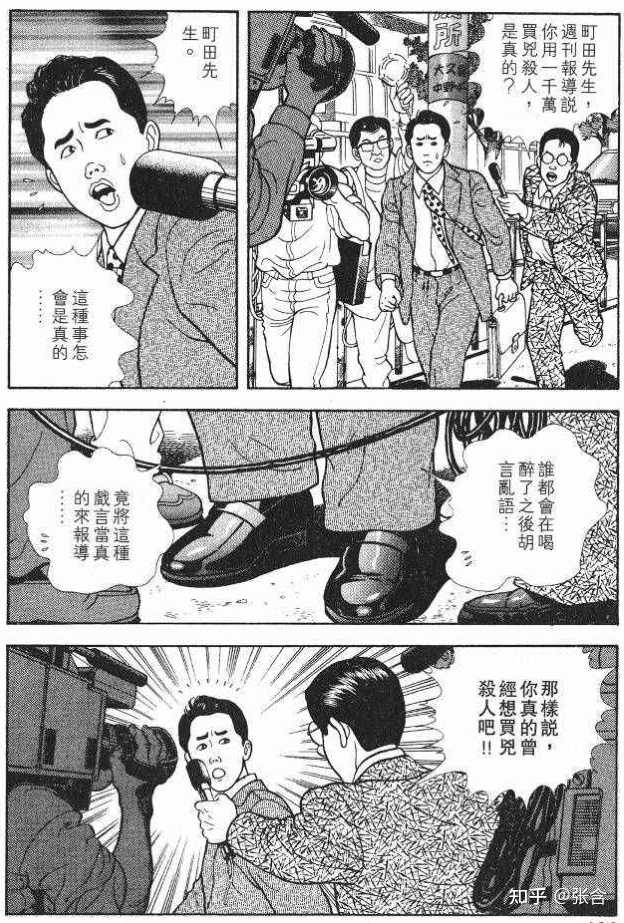 町田先生，
週刊報導說
你用一千萬
買兇殺人，
是真的？
所
大久
町田先
生。
這種事怎
會是真的
……
誰都會在喝
醉了之後胡
言亂語…
竟將這種
戲言當真
的來報導
……
那樣說，
你真的曾
經想買兇
殺人吧!!
知乎 @张合